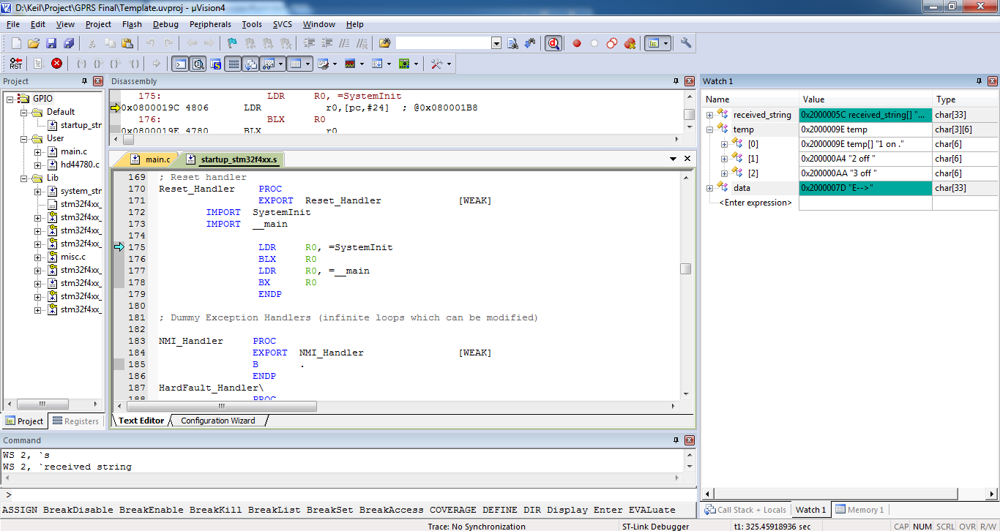 D:\Keil\Project\GPRS Final\Template.uvproj - µVision4
File Edit View Project Flash Debug Peripherals Tools SVCS Window Help
Project
GPIO
Default
startup_str
User
main.c
hd44780.c
Lib
system_stn
stm32f4xx
stm32f4xx_
stm32f4xx_
stm32f4xx_
misc.c
stm32f4xx_
stm32f4xx_
stm32f4xx_
stm32f4xx_
Project Registers
Disassembly
175: LDR R0, =SystemInit
0x0800019C 4806 LDR r0,[pc,#24] ; @0x080001B8
176: BLX R0
0x0800019E 4780 BLX r0
main.c startup_stm32f4xx.s
169 ; Reset handler
170 Reset_Handler PROC
171 EXPORT Reset_Handler [WEAK]
172 IMPORT SystemInit
173 IMPORT __main
174
175 LDR R0, =SystemInit
176 BLX R0
177 LDR R0, =__main
178 BX R0
179 ENDP
180
181 ; Dummy Exception Handlers (infinite loops which can be modified)
182
183 NMI_Handler PROC
184 EXPORT NMI_Handler [WEAK]
185 B .
186 ENDP
187 HardFault_Handler\
188 PROC
Text Editor Configuration Wizard
Watch 1
Name Value Type
received_string 0x2000005C received_string[] "... char[33]
temp 0x2000009E temp char[3][6]
[0] 0x2000009E temp[] "1 on ." char[6]
[1] 0x200000A4 "2 off " char[6]
[2] 0x200000AA "3 off " char[6]
data 0x2000007D "E-->" char[33]
<Enter expression>
Call Stack + Locals Watch 1 Memory 1
Command
WS 2, `s
WS 2, `received string
>
ASSIGN BreakDisable BreakEnable BreakKill BreakList BreakSet BreakAccess COVERAGE DEFINE DIR Display Enter EVALuate
Trace: No Synchronization ST-Link Debugger t1: 325.45918936 sec CAP NUM SCRL OVR R/W